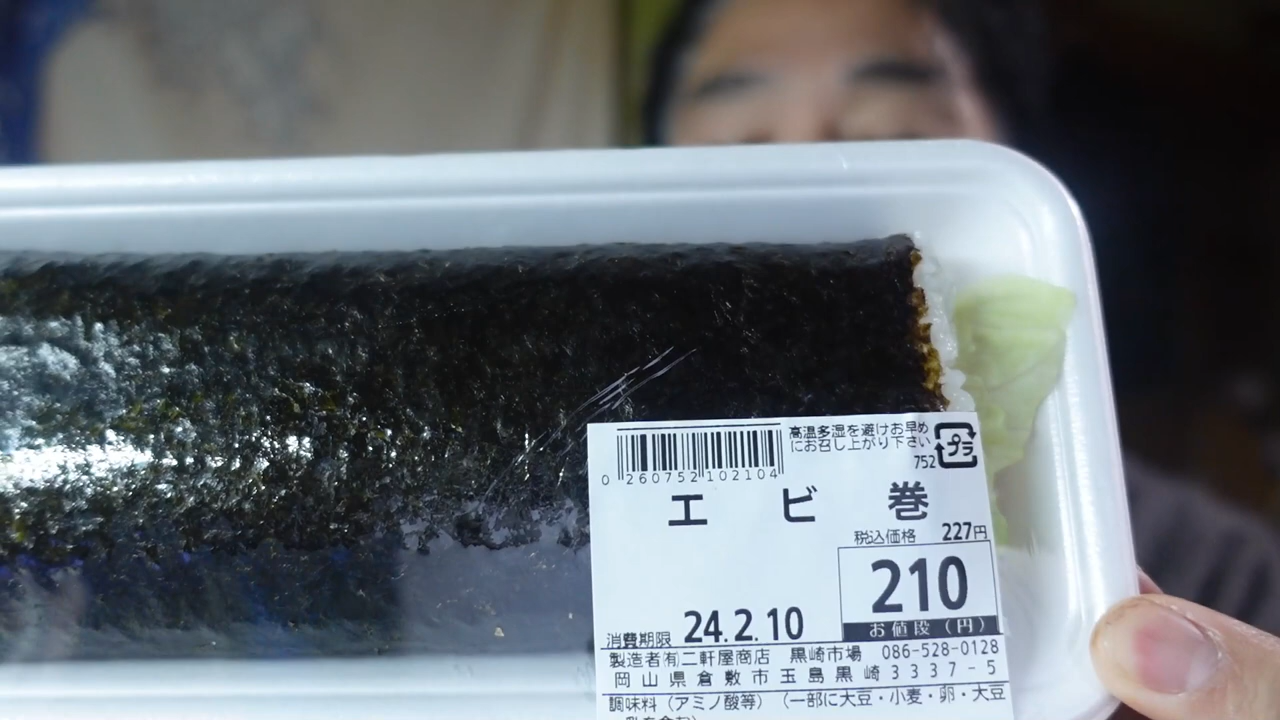 高温多湿を避けお早め
にお召し上がり下さい
752
プラ
0 260752 102104
エビ巻
税込価格 227円
210
お値段(円)
消費期限 24.2.10
製造者㈲二軒屋商店 黒崎市場 086-528-0128
岡山県倉敷市玉島黒崎3337-5
調味料(アミノ酸等) (一部に大豆・小麦・卵・大豆